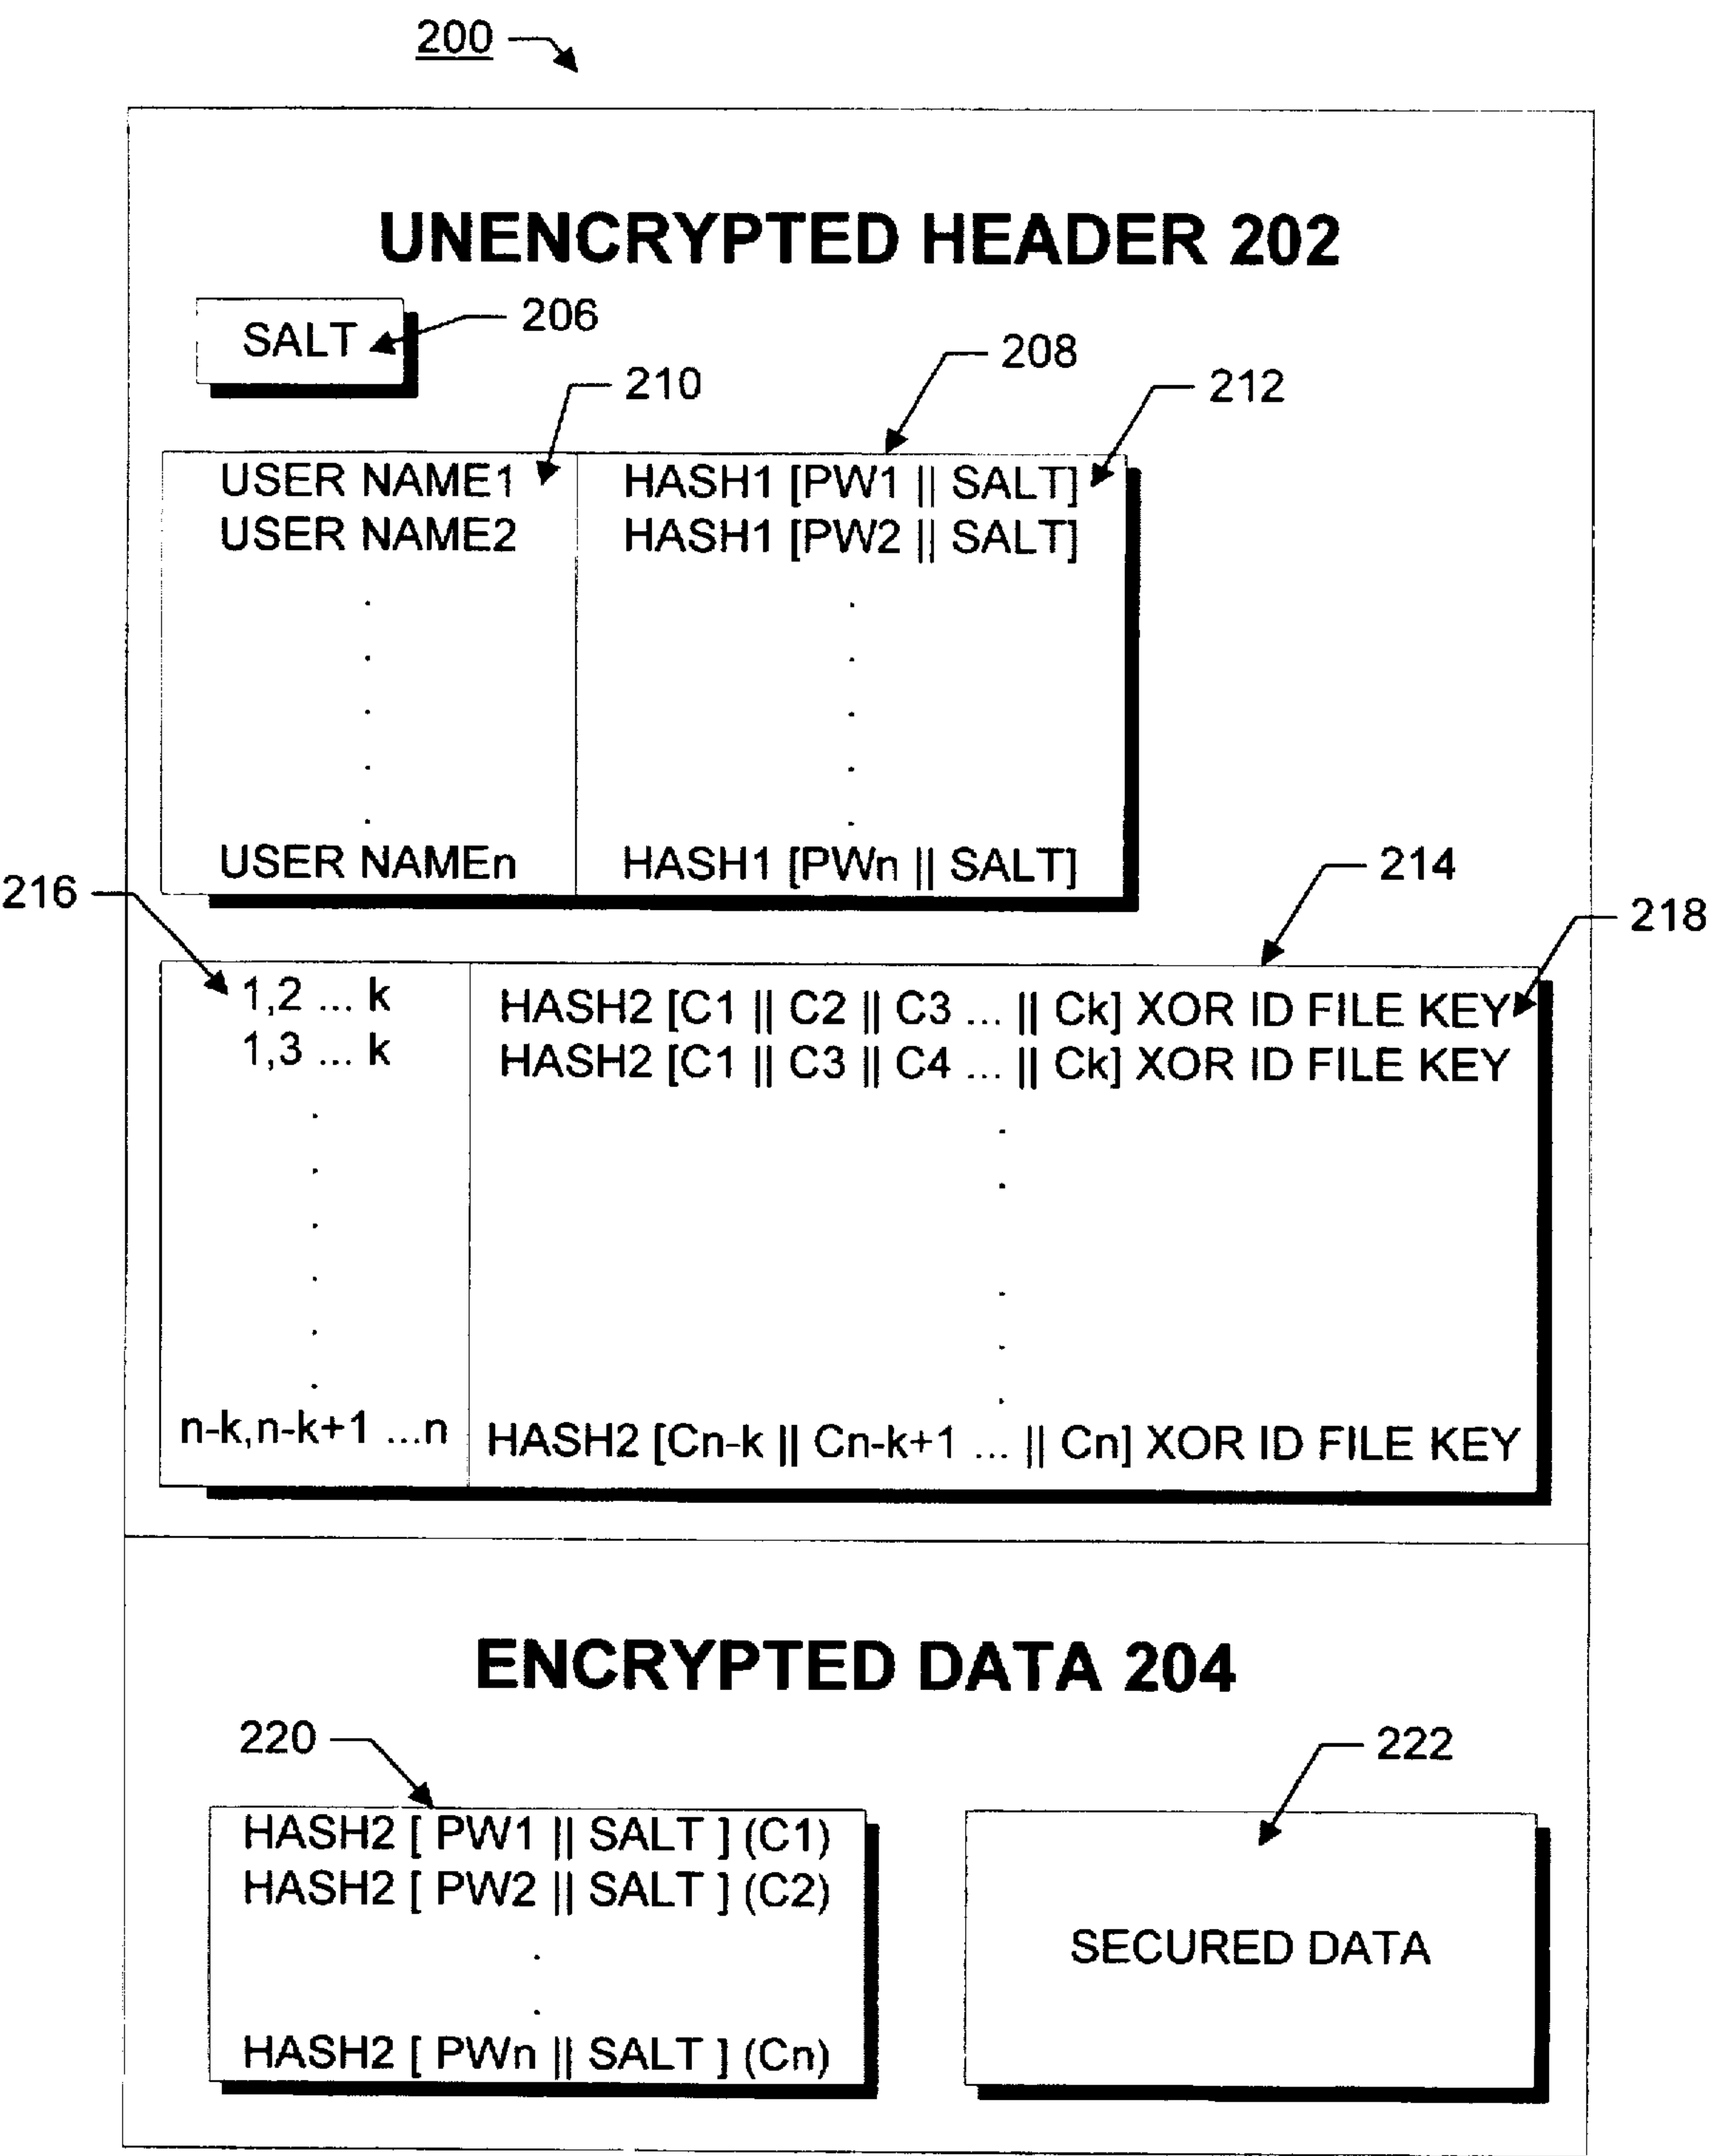 200
UNENCRYPTED HEADER 202
SALT
206
208
210
212
USER NAME1 HASH1 [PW1 || SALT]
USER NAME2 HASH1 [PW2 || SALT]
.
.
.
.
.
.
.
.
.
.
USER NAMEn HASH1 [PWn || SALT]
214
216
218
1,2 ... k HASH2 [C1 || C2 || C3 ... || Ck] XOR ID FILE KEY
1,3 ... k HASH2 [C1 || C3 || C4 ... || Ck] XOR ID FILE KEY
.
.
.
.
.
.
.
.
.
.
.
n-k,n-k+1 ...n HASH2 [Cn-k || Cn-k+1 ... || Cn] XOR ID FILE KEY
ENCRYPTED DATA 204
220
222
HASH2 [ PW1 || SALT ] (C1)
HASH2 [ PW2 || SALT ] (C2)
.
.
HASH2 [ PWn || SALT ] (Cn)
SECURED DATA